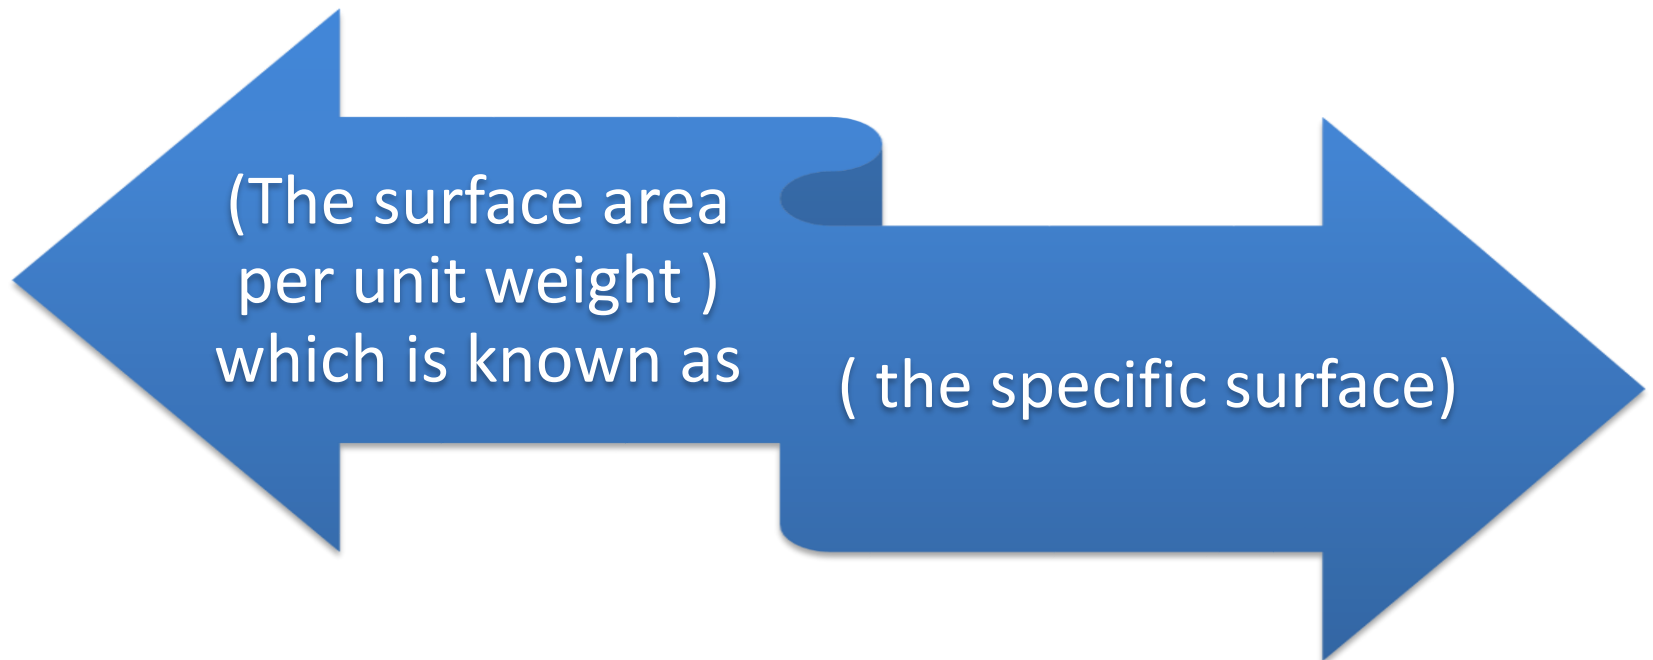 (The surface area
per unit weight )
which is known as
( the specific surface)